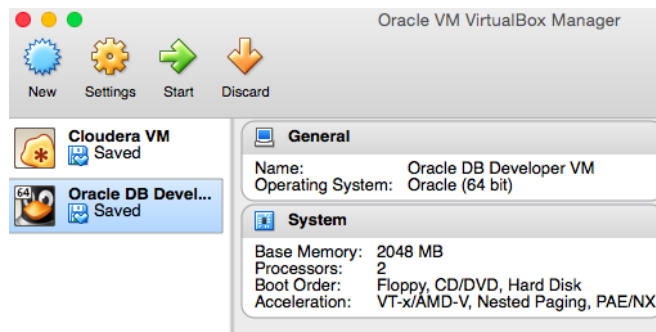 Oracle VM VirtualBox Manager
New Settings Start Discard
Cloudera VM
Saved
64
Oracle DB Devel...
Saved
General
Name: Oracle DB Developer VM
Operating System: Oracle (64 bit)
System
Base Memory: 2048 MB
Processors: 2
Boot Order: Floppy, CD/DVD, Hard Disk
Acceleration: VT-x/AMD-V, Nested Paging, PAE/NX